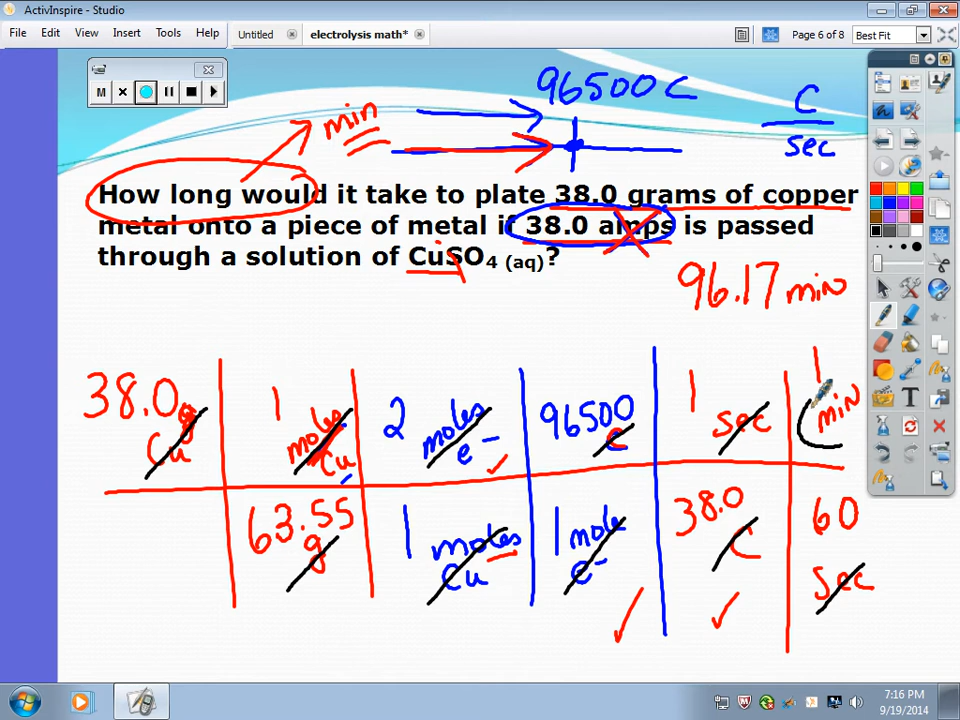 ActivInspire - Studio
File Edit View Insert Tools Help
Untitled electrolysis math*
Page 6 of 8 Best Fit
M
96500 C
C
sec
min
How long would it take to plate 38.0 grams of copper
metal onto a piece of metal if 38.0 amps is passed
through a solution of CuSO4 (aq)?
96.17 min
38.0 g Cu
1 moles Cu
2 moles e-
96500 C
1 sec
1 min
63.55 g
1 moles Cu
1 mole e-
38.0 C
60 sec
T
7:16 PM
9/19/2014